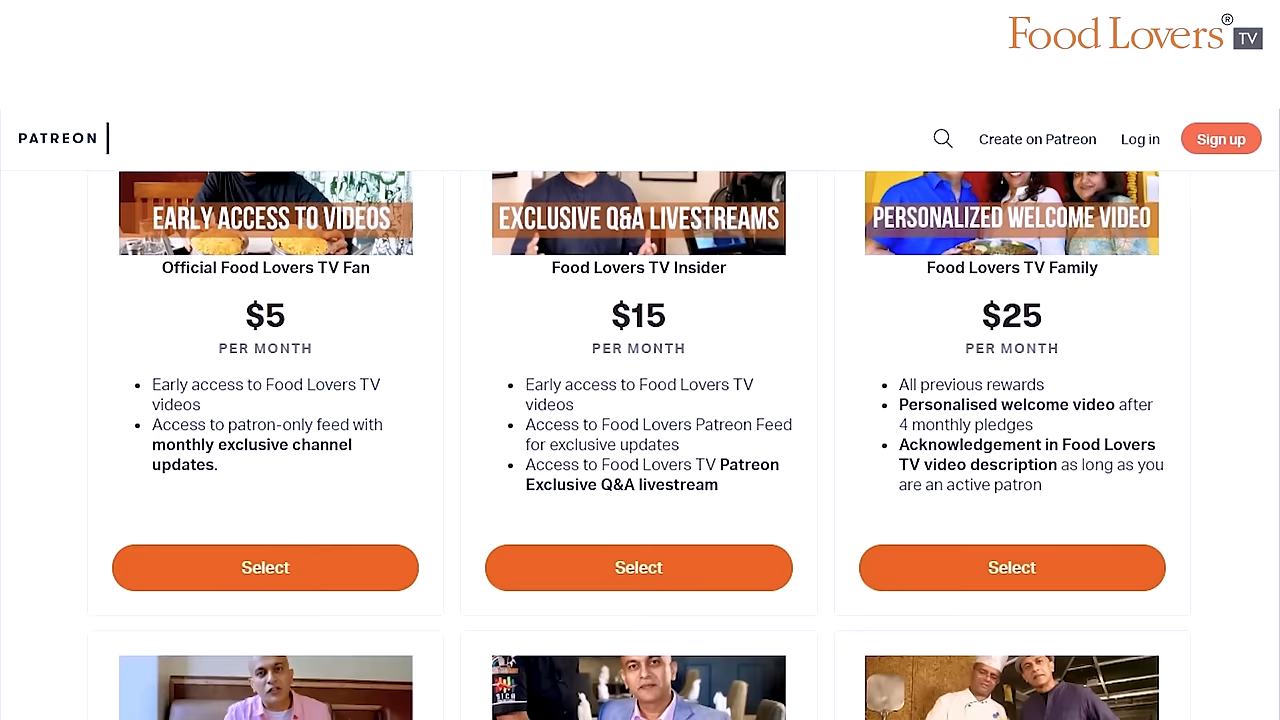 Food Lovers®
TV
PATREON
Create on Patreon
Log in
Sign up
EARLY ACCESS TO VIDEOS
Official Food Lovers TV Fan
$5
PER MONTH
• Early access to Food Lovers TV
videos
• Access to patron-only feed with
monthly exclusive channel
updates.
Select
EXCLUSIVE Q&A LIVESTREAMS
Food Lovers TV Insider
$15
PER MONTH
• Early access to Food Lovers TV
videos
• Access to Food Lovers Patreon Feed
for exclusive updates
• Access to Food Lovers TV Patreon
Exclusive Q&A livestream
Select
PERSONALIZED WELCOME VIDEO
Food Lovers TV Family
$25
PER MONTH
• All previous rewards
• Personalised welcome video after
4 monthly pledges
• Acknowledgement in Food Lovers
TV video description as long as you
are an active patron
Select